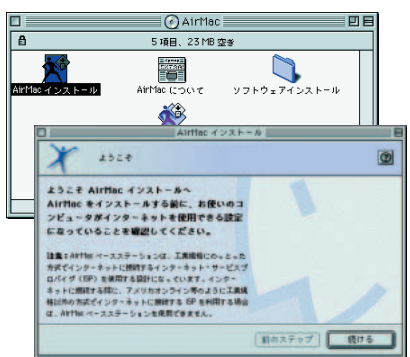 AirMac
5 項目、23 MB 空き
AirMac インストール
AirMac について
ソフトウェアインストール
AirMac インストール
ようこそ
ようこそ AirMac インストールへ
AirMac をインストールする前に、お使いのコ
ンピュータがインターネットを使用できる設定
になっていることを確認してください。
注意：AirMac ベースステーションは、工業規格にのっとった
方式でインターネットに接続するインターネット・サービスプ
ロバイダ (ISP) を使用する設計になっています。インター
ネットに接続する際に、アメリカオンライン等のように工業規
格以外の方式でインターネットに接続する ISP を利用する場合
は、AirMac ベースステーションを使用できません。
前のステップ
続ける